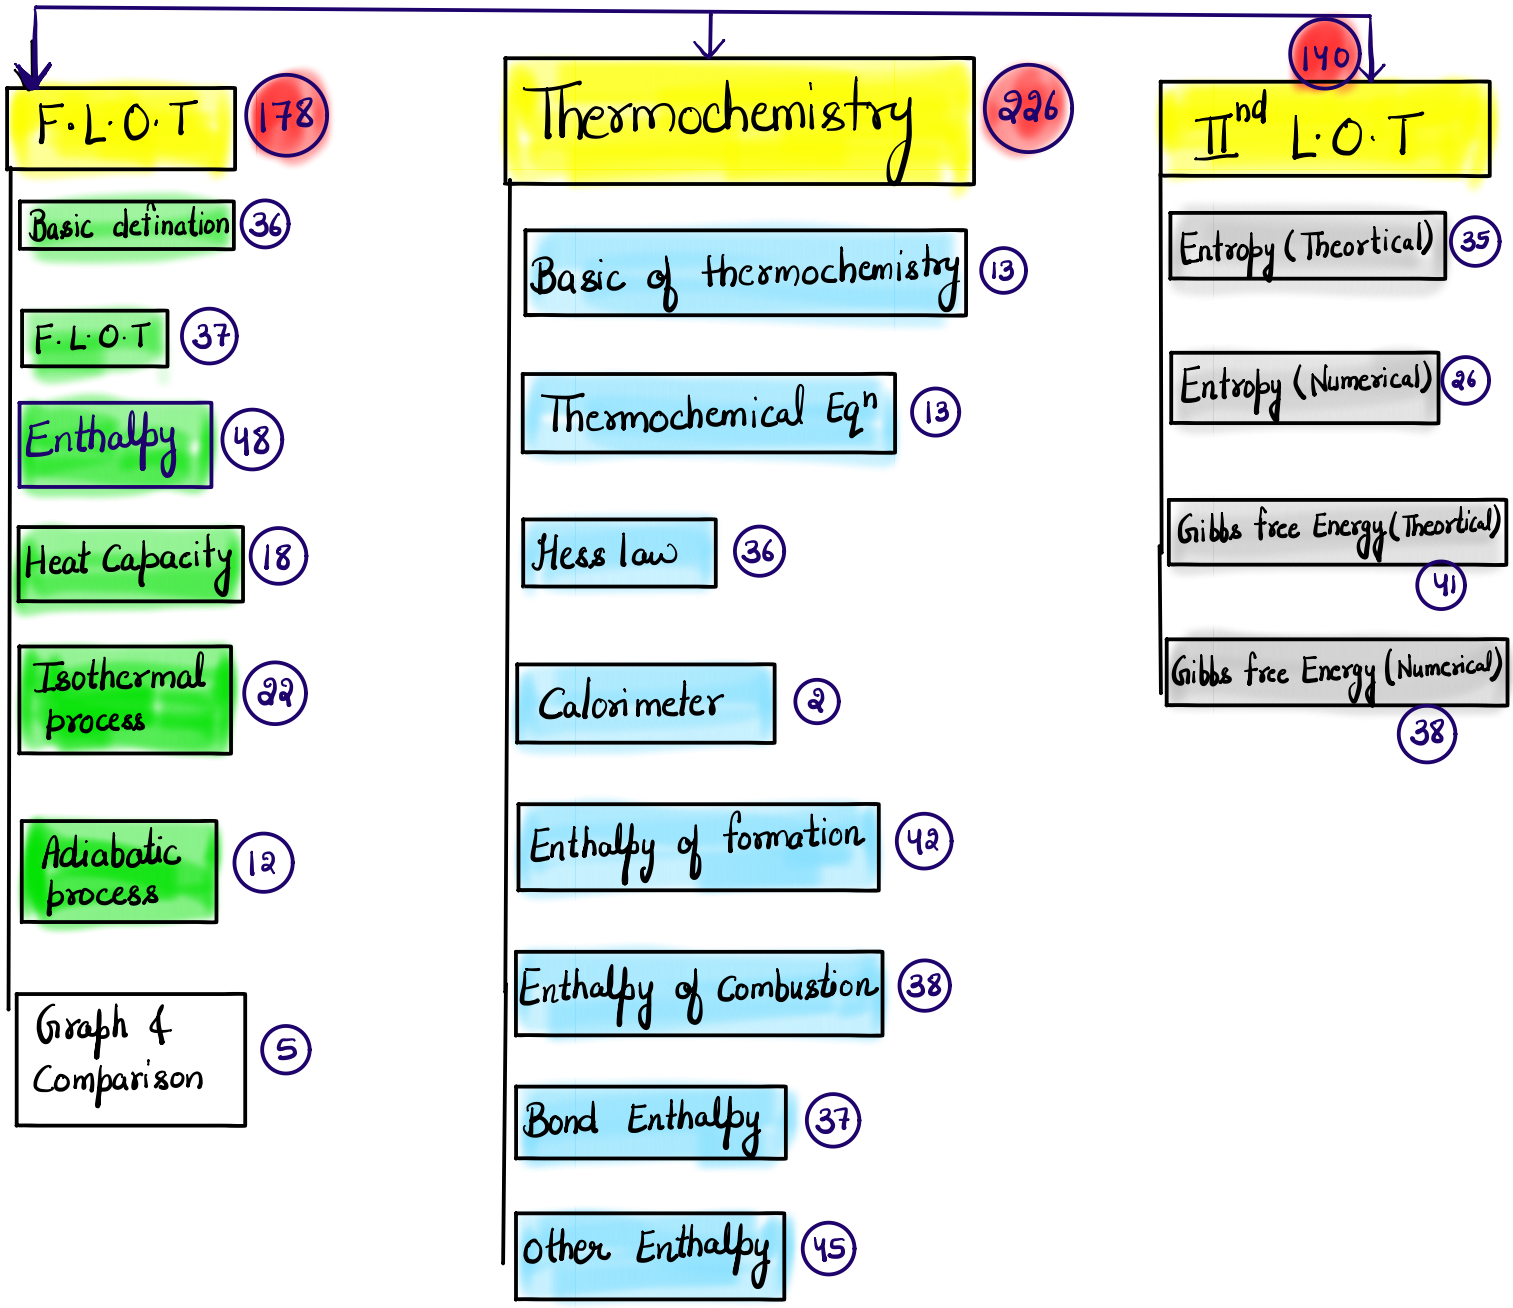 F.L.O.T 178
Basic defination 36
F.L.O.T 37
Enthalpy 48
Heat Capacity 18
Isothermal
process 22
Adiabatic
process 12
Graph &
Comparison 5
Thermochemistry 226
Basic of thermochemistry 13
Thermochemical Eqⁿ 13
Hess law 36
Calorimeter 2
Enthalpy of formation 42
Enthalpy of Combustion 38
Bond Enthalpy 37
Other Enthalpy 45
140
IInd L.O.T
Entropy (Theortical) 35
Entropy (Numerical) 26
Gibbs free Energy (Theortical)
41
Gibbs free Energy (Numerical)
38